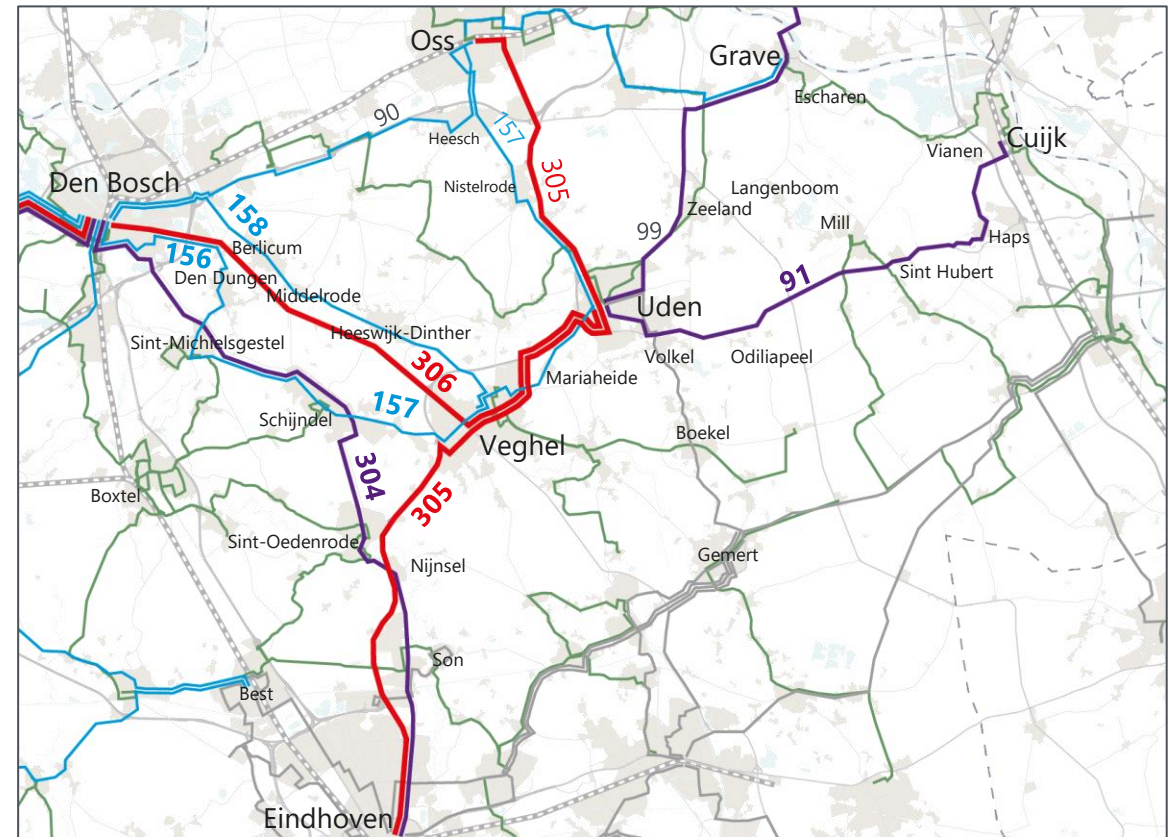 Oss
Grave
Escharen
90
Heesch
157
Vianen
Cuijk
Den Bosch
Nistelrode
305
Langenboom
Zeeland
158
Mill
99
Haps
Berlicum
156
Den Dungen
91
Sint Hubert
Middelrode
Uden
Heeswijk-Dinther
Sint-Michielsgestel
Volkel
Odiliapeel
306
Mariaheide
157
Schijndel
Veghel
Boekel
304
305
Boxtel
Sint-Oedenrode
Nijnsel
Gemert
Son
Best
Eindhoven